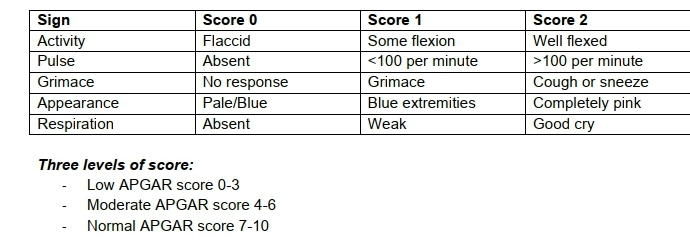 Sign Score 0 Score 1 Score 2
Activity Flaccid Some flexion Well flexed
Pulse Absent <100 per minute >100 per minute
Grimace No response Grimace Cough or sneeze
Appearance Pale/Blue Blue extremities Completely pink
Respiration Absent Weak Good cry
Three levels of score:
- Low APGAR score 0-3
- Moderate APGAR score 4-6
- Normal APGAR score 7-10